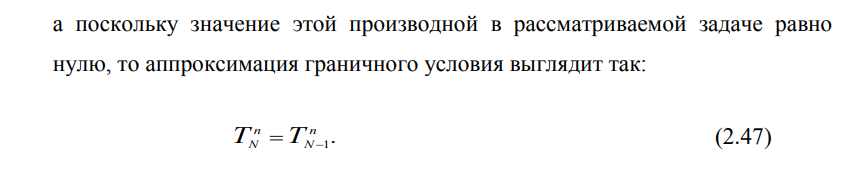 а поскольку значение этой производной в рассматриваемой задаче равно
нулю, то аппроксимация граничного условия выглядит так:
$T_N^n = T_{N-1}^n.$ (2.47)